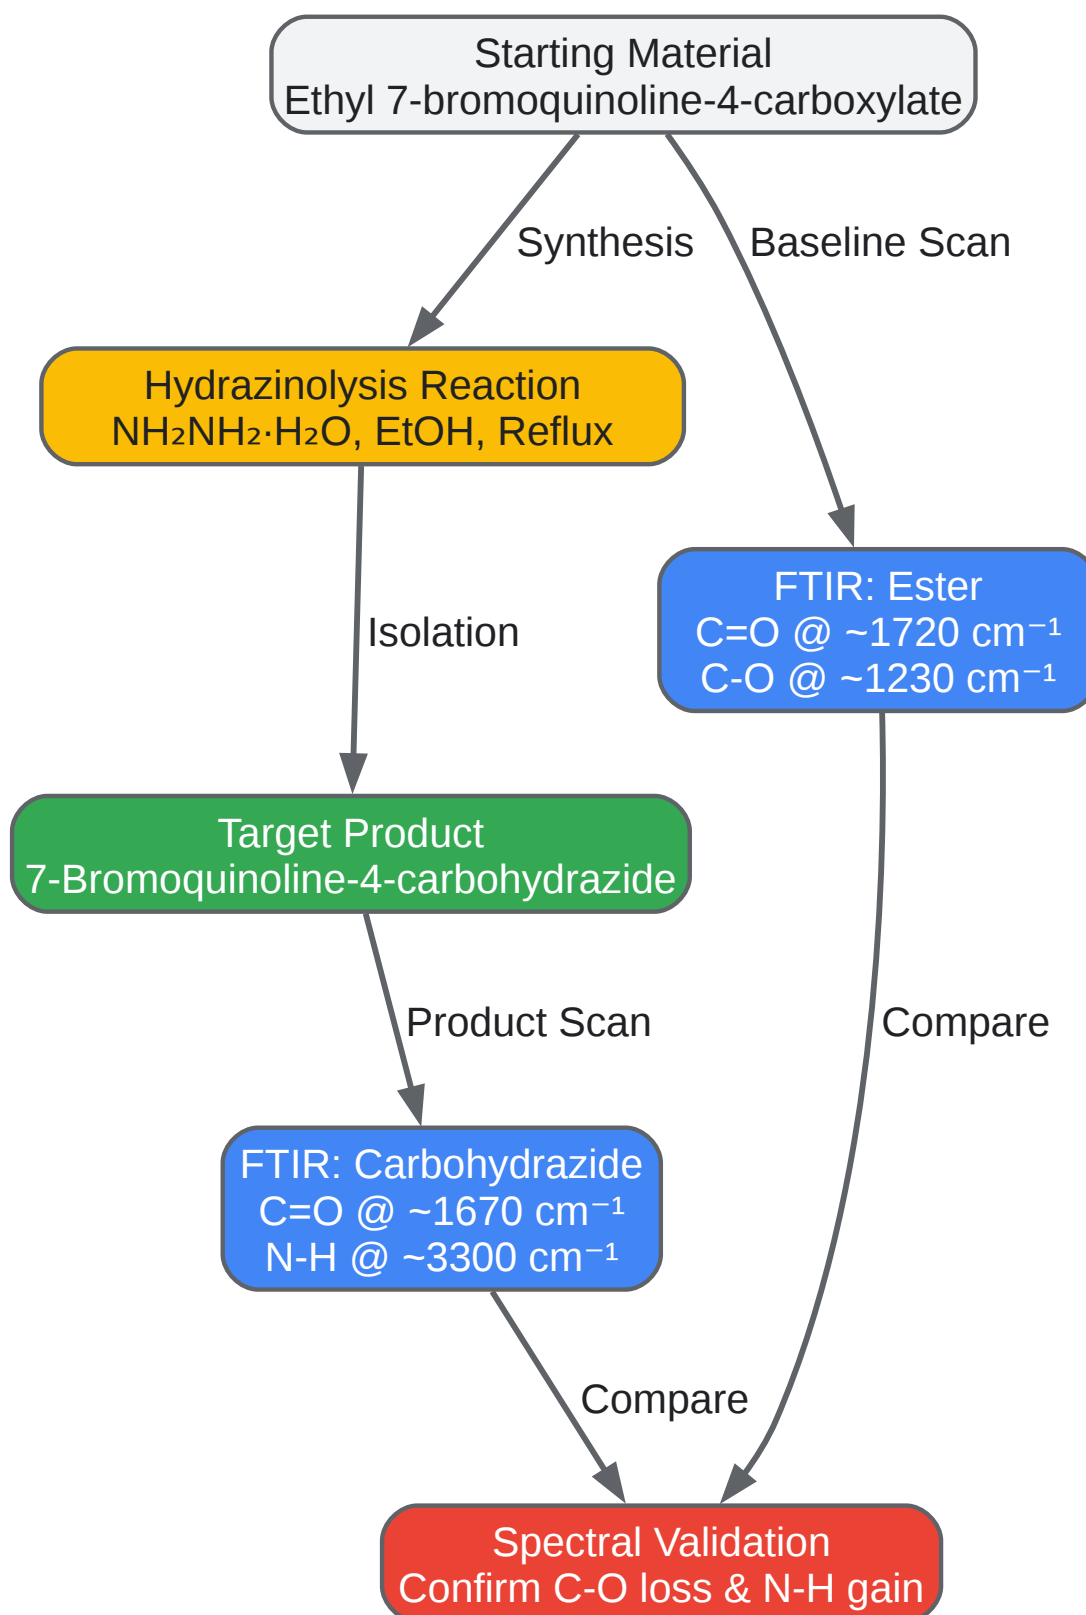 Starting Material
Ethyl 7-bromoquinoline-4-carboxylate
Synthesis
Baseline Scan
Hydrazinolysis Reaction
NH₂NH₂·H₂O, EtOH, Reflux
FTIR: Ester
C=O @ ~1720 cm⁻¹
C-O @ ~1230 cm⁻¹
Isolation
Target Product
7-Bromoquinoline-4-carbohydrazide
Product Scan
Compare
FTIR: Carbohydrazide
C=O @ ~1670 cm⁻¹
N-H @ ~3300 cm⁻¹
Compare
Spectral Validation
Confirm C-O loss & N-H gain